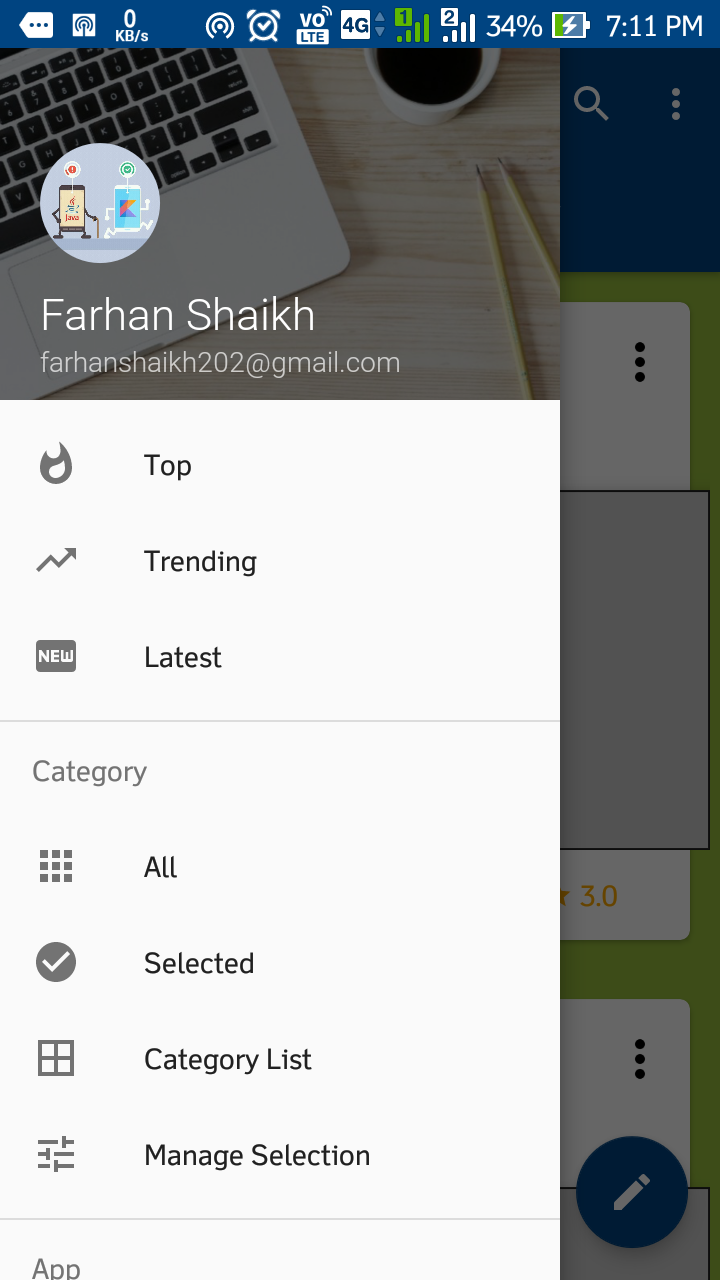 0
KB/s
VO
LTE
4G
1
2
34%
7:11 PM
Java
Farhan Shaikh
farhanshaikh202@gmail.com
Top
Trending
NEW
Latest
Category
All
Selected
Category List
Manage Selection
App
3.0